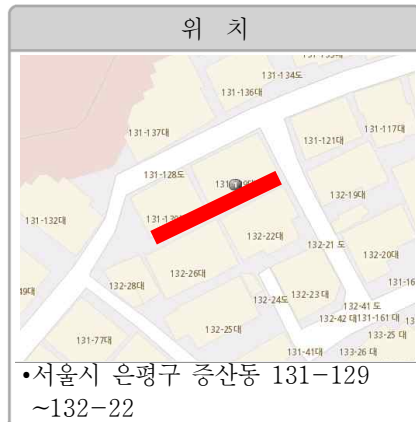 위 치
131-134도
131-136대
131-137대
131-121대
131-117대
131-128도
132-19대
131-132대
132-22대
132-21 도
132-20대
132-26대
132-28대
132-24도
132-23 대
132-41 도
132-42 대
131-161 대
132-25대
133-25 대
131-77대
131-41대
133-26 대
•서울시 은평구 증산동 131-129
~132-22